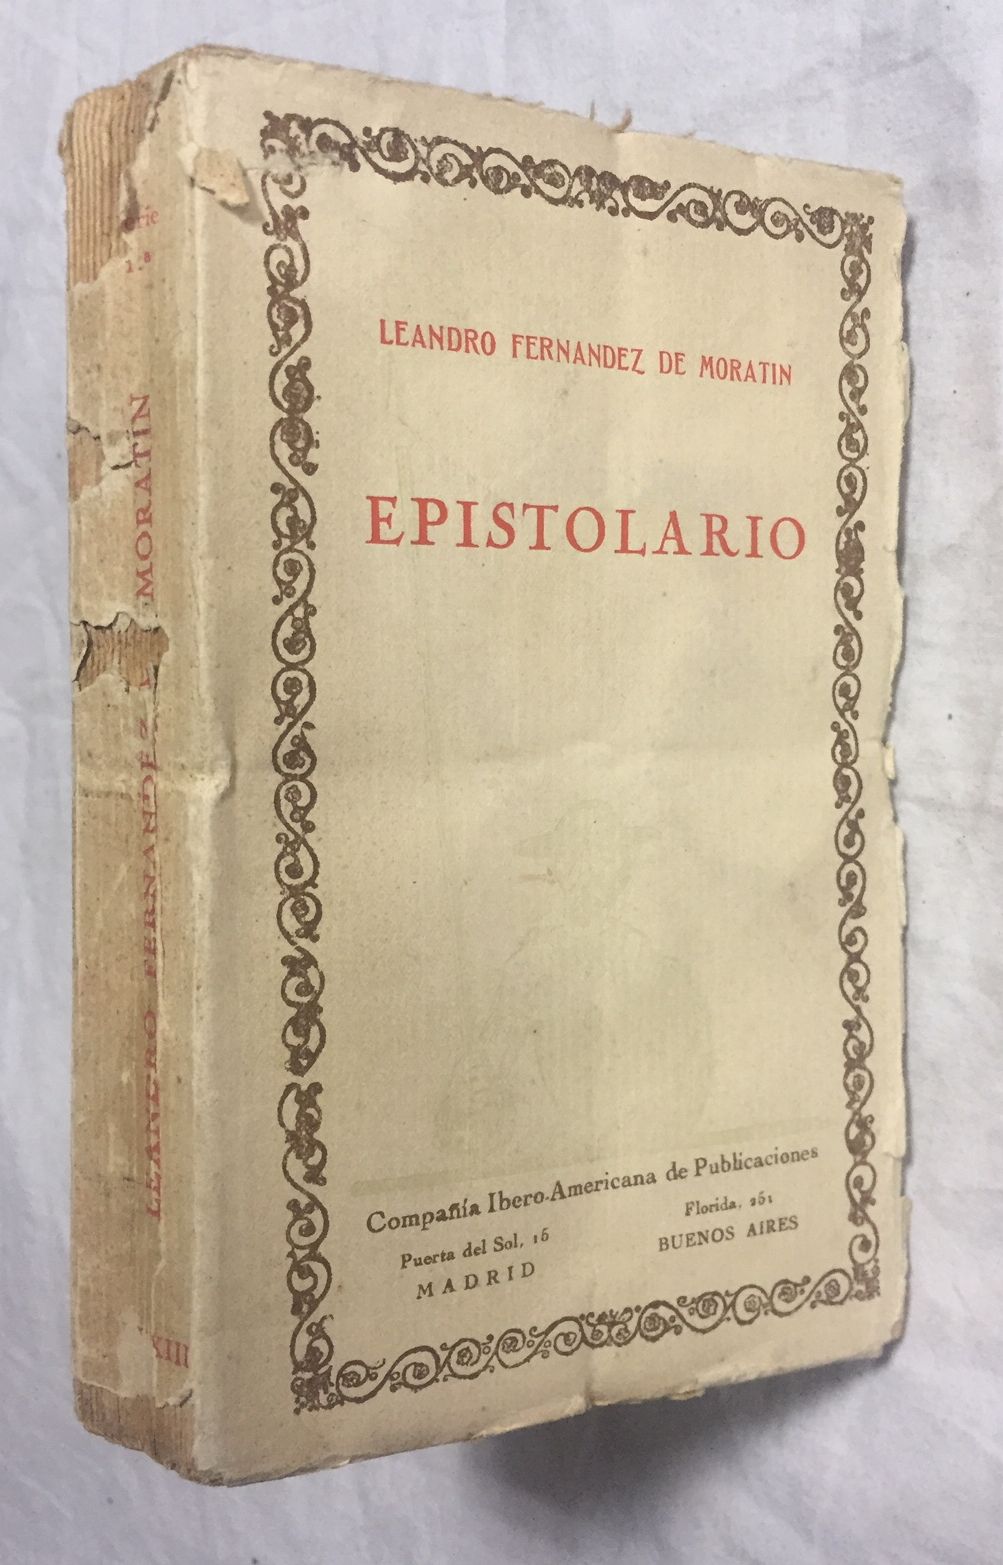 LEANDRO FERNANDEZ DE MORATIN
EPISTOLARIO
Compañía Ibero-Americana de Publicaciones
Puerta del Sol, 15
MADRID
Florida, 251
BUENOS AIRES
1.ª
LEANDRO FERNANDEZ
MORATIN
XIII